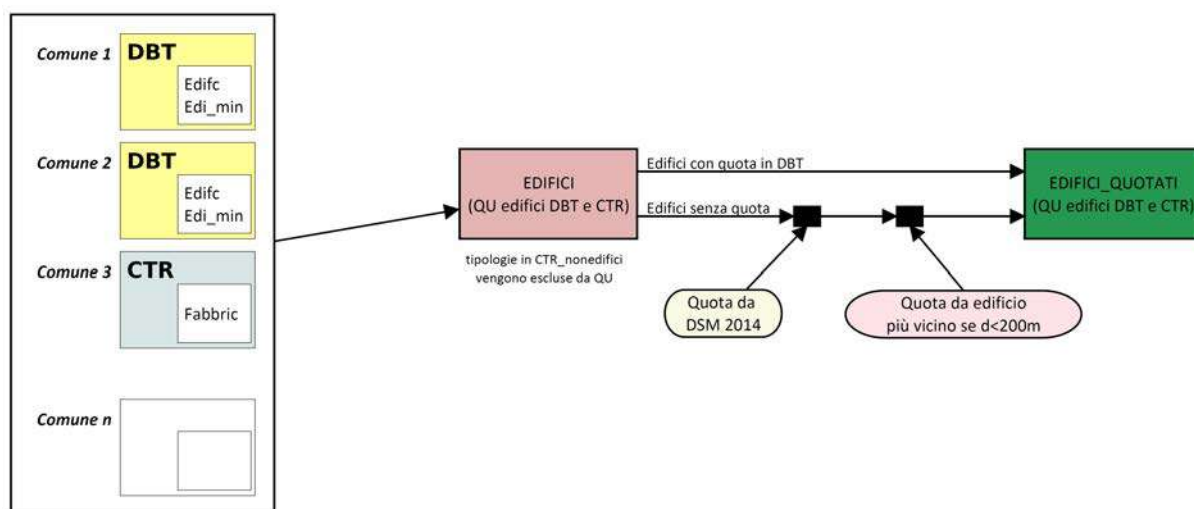 Comune 1
DBT
Edifc
Edi_min
Comune 2
DBT
Edifc
Edi_min
Comune 3
CTR
Fabbric
Comune n
EDIFICI
(QU edifici DBT e CTR)
tipologie in CTR_nonedifici
vengono escluse da QU
Edifici con quota in DBT
Edifici senza quota
Quota da
DSM 2014
Quota da edificio
più vicino se d<200m
EDIFICI_QUOTATI
(QU edifici DBT e CTR)